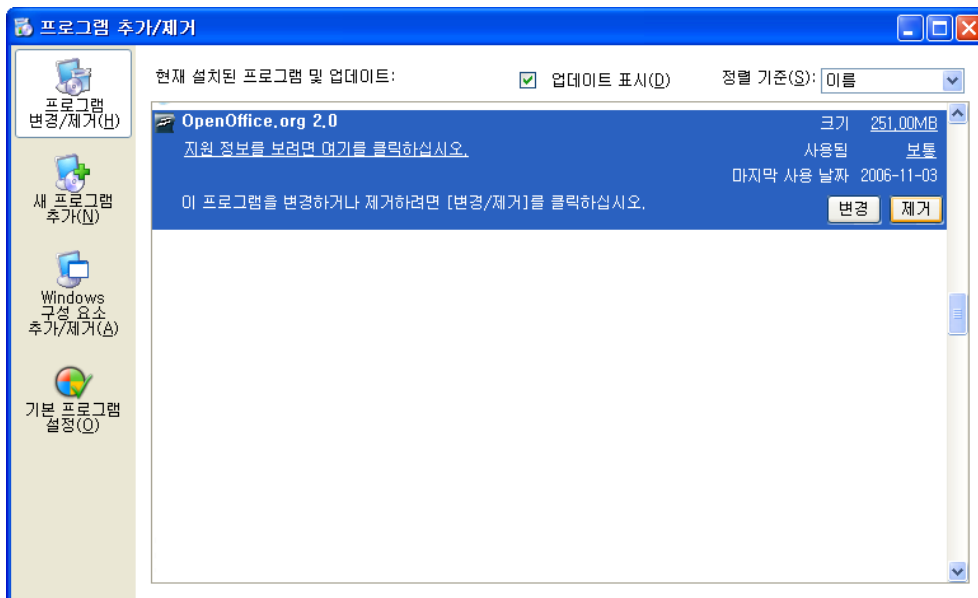 프로그램 추가/제거
프로그램
변경/제거(H)
새 프로그램
추가(N)
Windows
구성 요소
추가/제거(A)
기본 프로그램
설정(O)
현재 설치된 프로그램 및 업데이트:
업데이트 표시(D)
정렬 기준(S): 이름
OpenOffice.org 2.0
크기 251.00MB
지원 정보를 보려면 여기를 클릭하십시오.
사용됨 보통
마지막 사용 날짜 2006-11-03
이 프로그램을 변경하거나 제거하려면 [변경/제거]를 클릭하십시오.
변경 제거